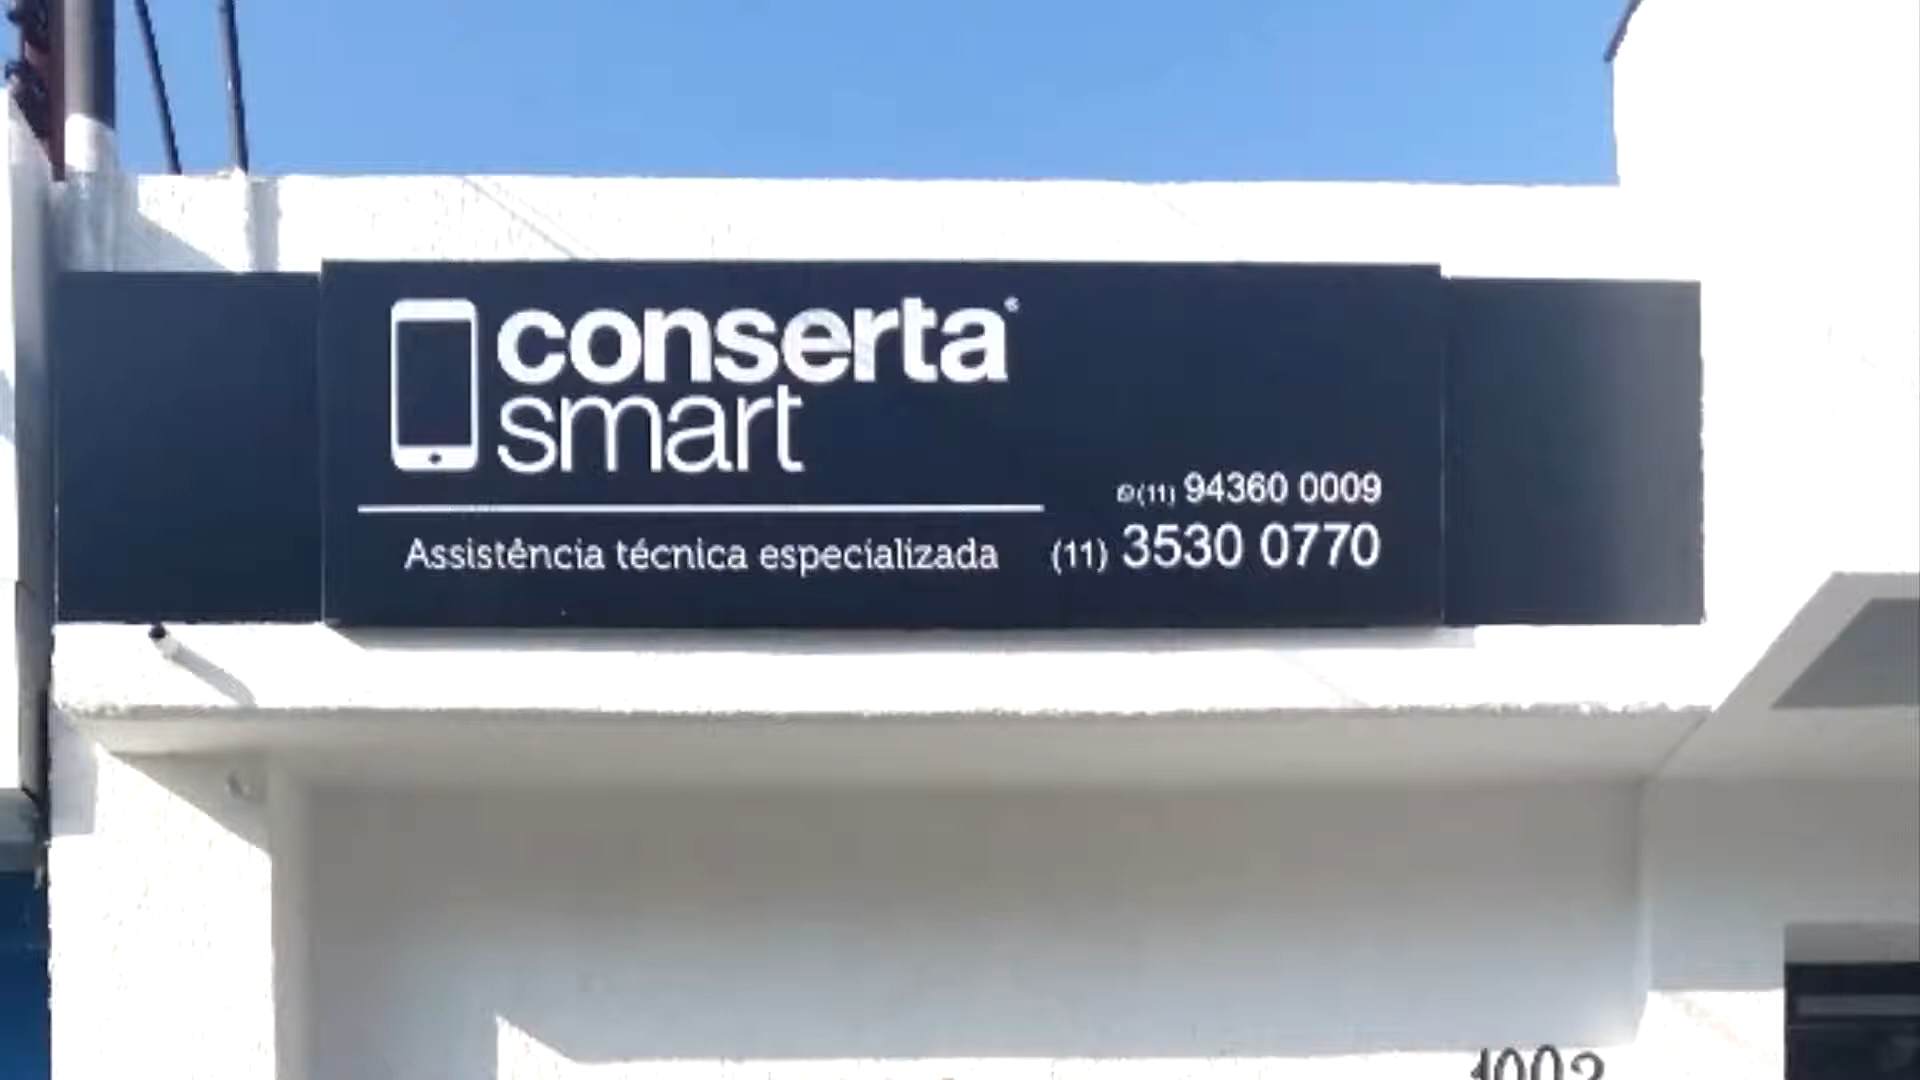 conserta®
smart
(11) 94360 0009
Assistência técnica especializada (11) 3530 0770